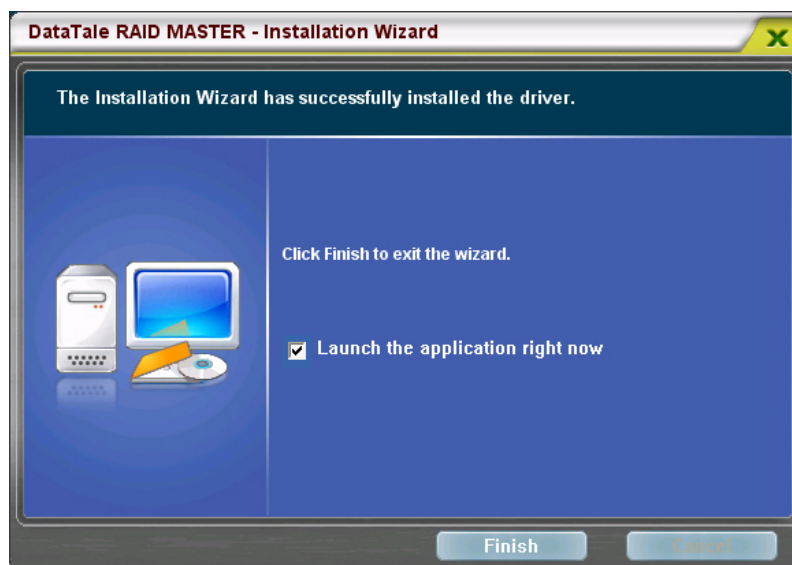 DataTale RAID MASTER - Installation Wizard
X
The Installation Wizard has successfully installed the driver.
Click Finish to exit the wizard.
Launch the application right now
Finish
Cancel